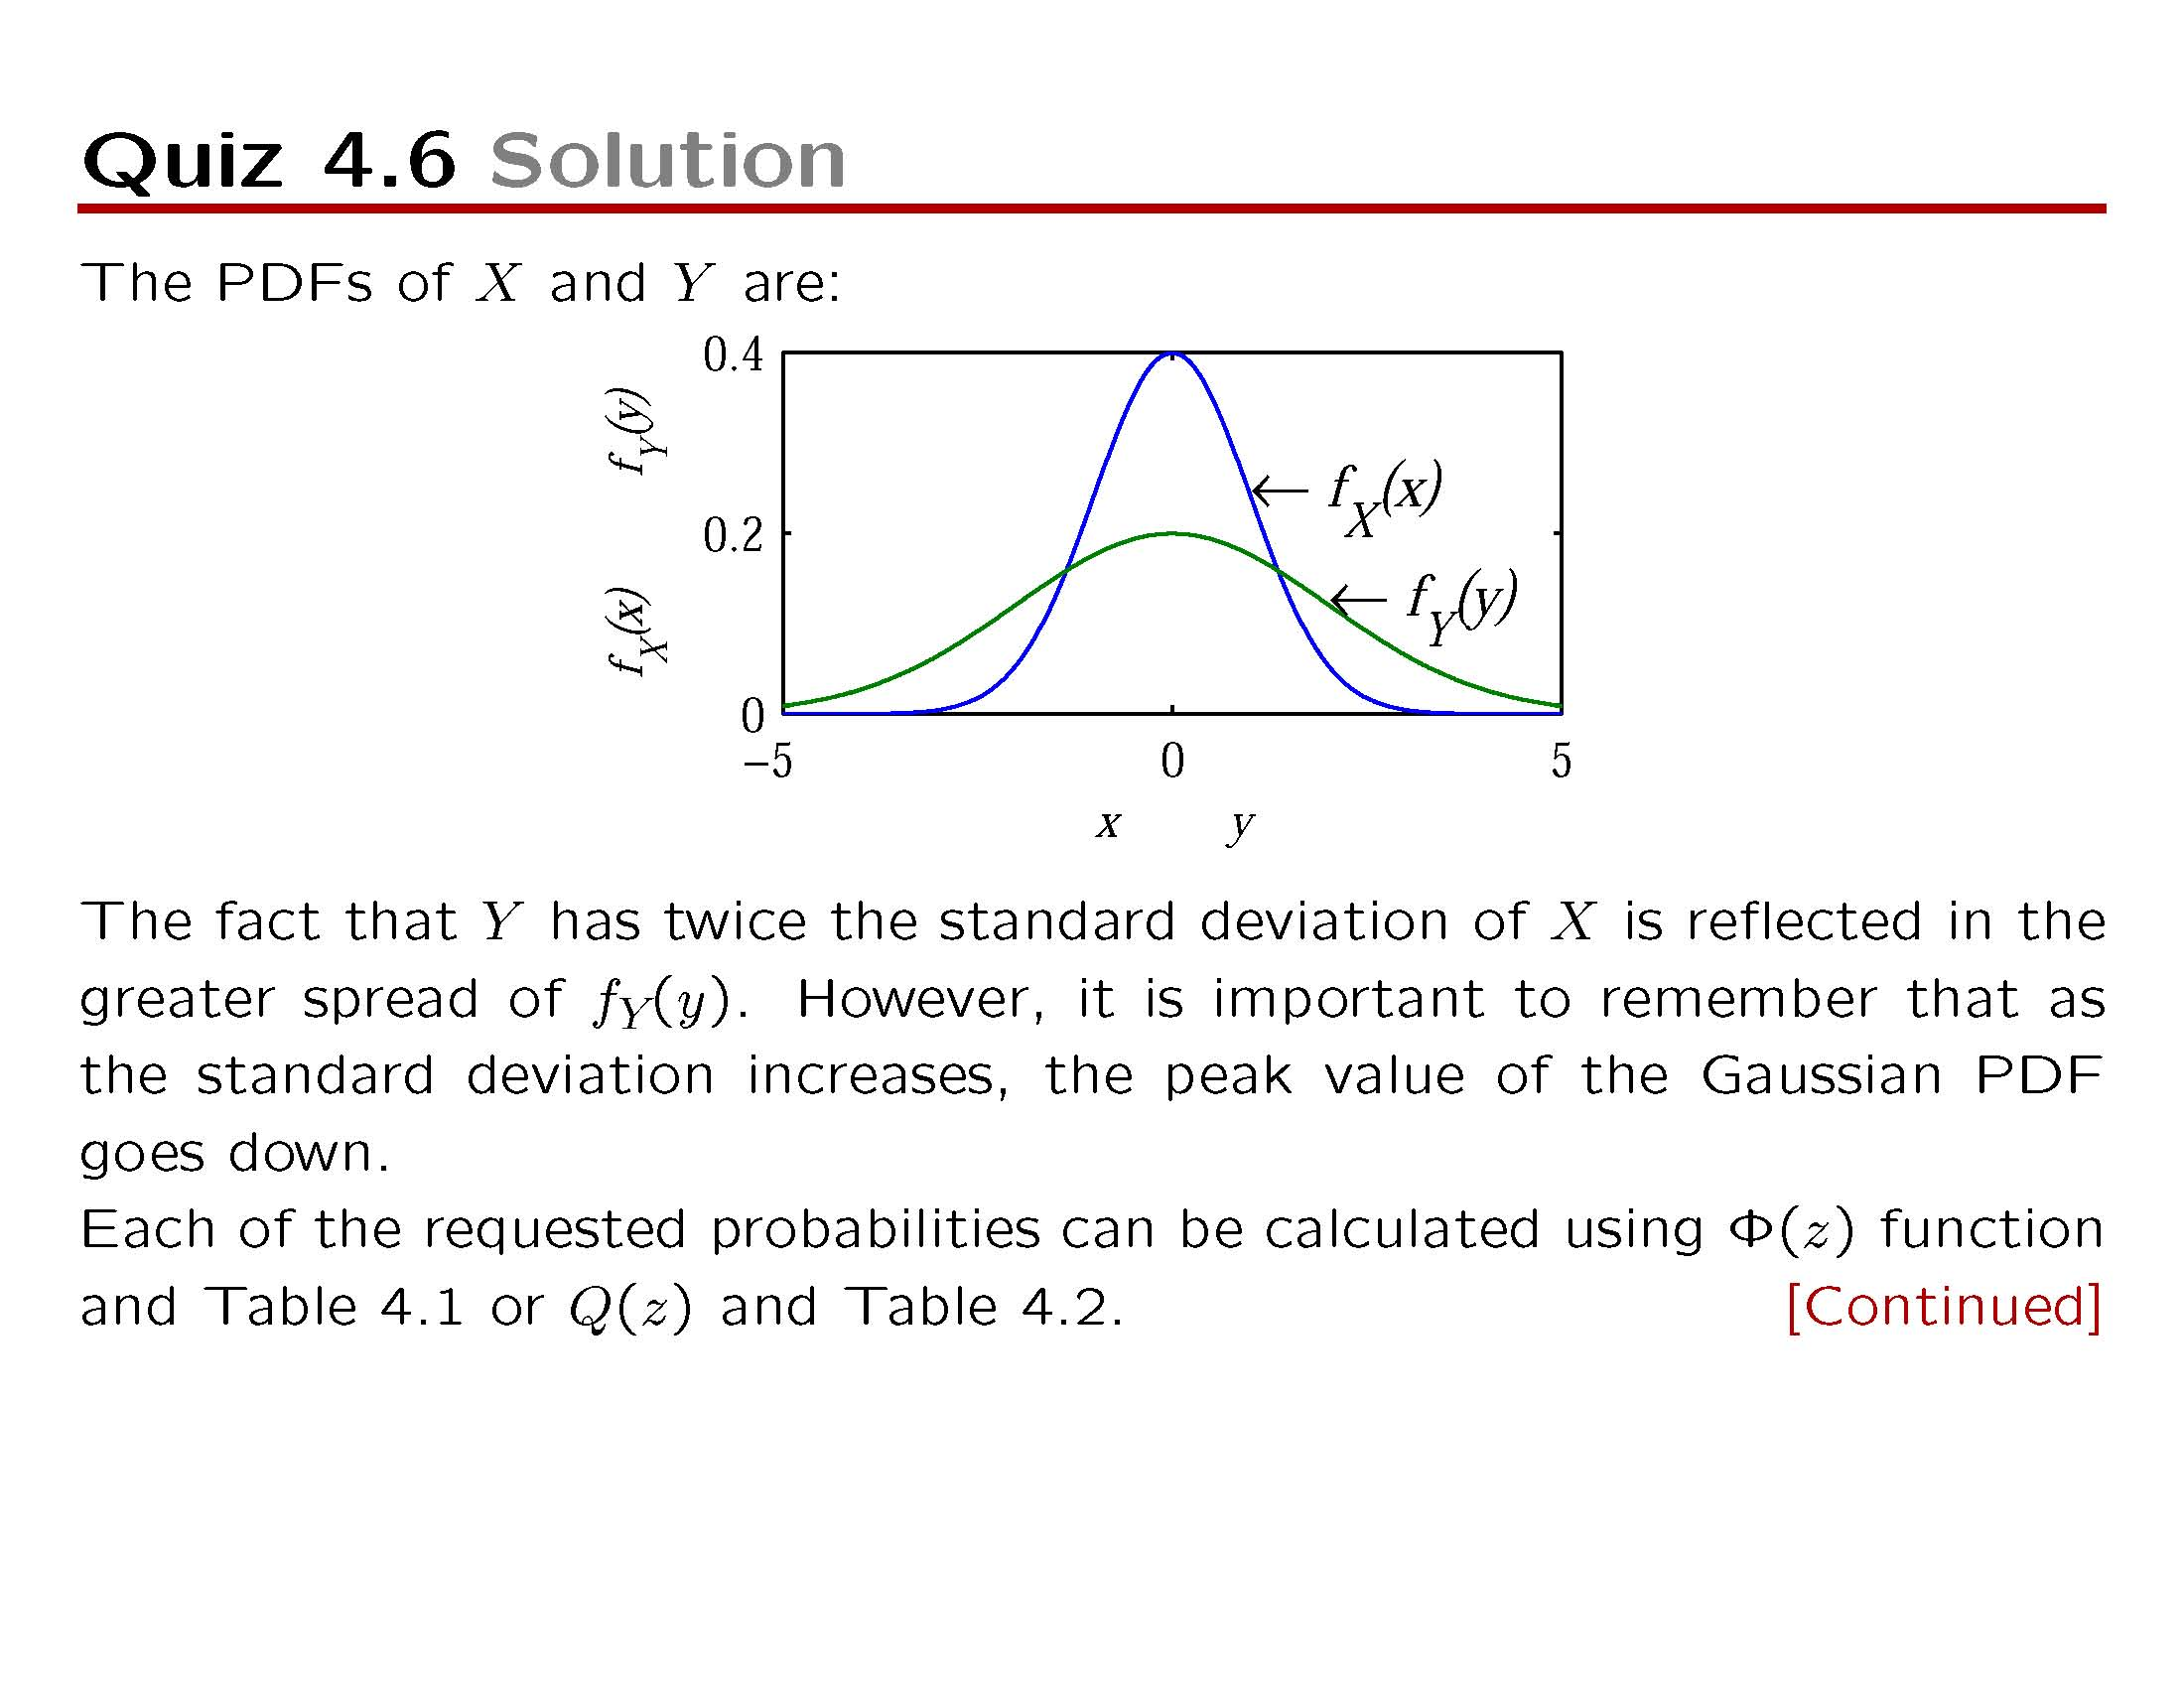 Quiz 4.6 Solution
The PDFs of X and Y are:
0.4
0.2
0
f_Y(y)
f_X(x)
← f_X(x)
← f_Y(y)
−5 0 5
x y
The fact that Y has twice the standard deviation of X is reflected in the
greater spread of f_Y(y). However, it is important to remember that as
the standard deviation increases, the peak value of the Gaussian PDF
goes down.
Each of the requested probabilities can be calculated using Φ(z) function
and Table 4.1 or Q(z) and Table 4.2. [Continued]